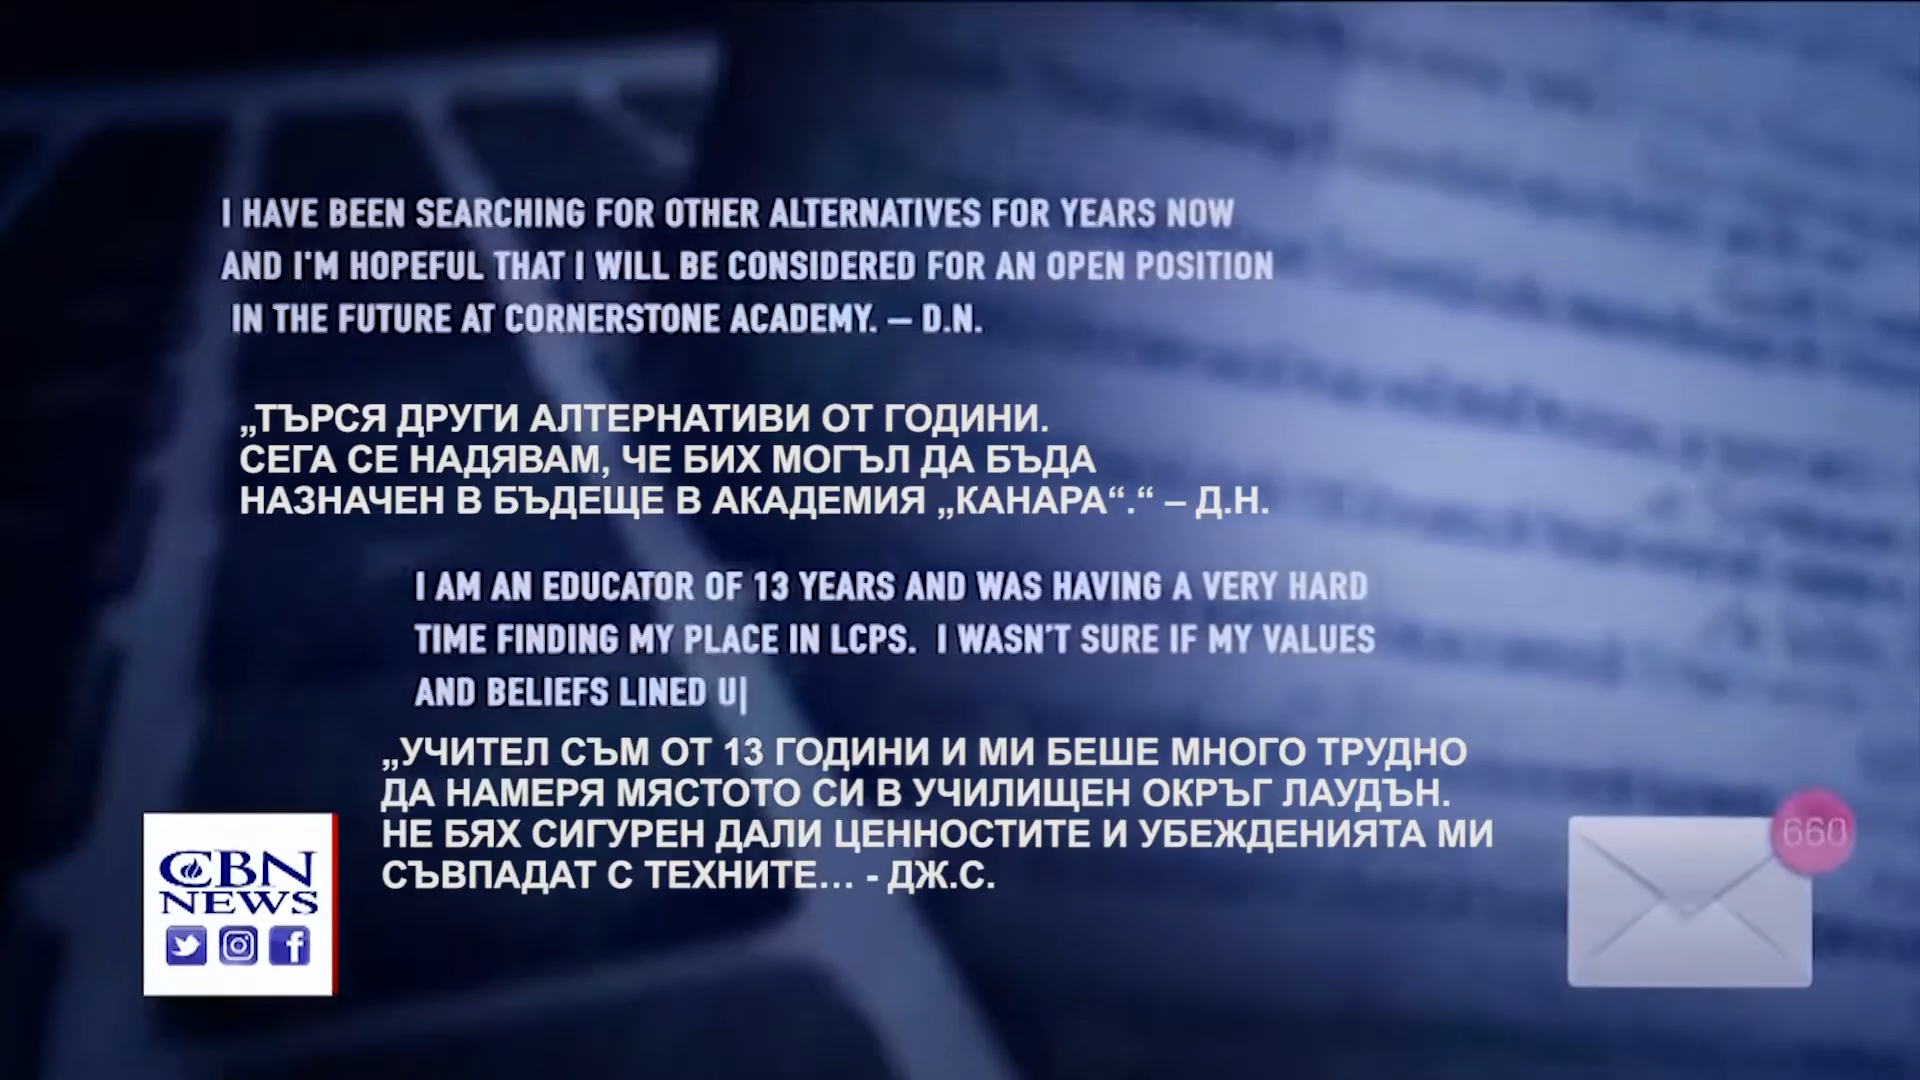 I HAVE BEEN SEARCHING FOR OTHER ALTERNATIVES FOR YEARS NOW
AND I'M HOPEFUL THAT I WILL BE CONSIDERED FOR AN OPEN POSITION
IN THE FUTURE AT CORNERSTONE ACADEMY. – D.N.
„ТЪРСЯ ДРУГИ АЛТЕРНАТИВИ ОТ ГОДИНИ.
СЕГА СЕ НАДЯВАМ, ЧЕ БИХ МОГЪЛ ДА БЪДА
НАЗНАЧЕН В БЪДЕЩЕ В АКАДЕМИЯ „КАНАРА“.“ – Д.Н.
I AM AN EDUCATOR OF 13 YEARS AND WAS HAVING A VERY HARD
TIME FINDING MY PLACE IN LCPS. I WASN'T SURE IF MY VALUES
AND BELIEFS LINED U|
„УЧИТЕЛ СЪМ ОТ 13 ГОДИНИ И МИ БЕШЕ МНОГО ТРУДНО
ДА НАМЕРЯ МЯСТОТО СИ В УЧИЛИЩЕН ОКРЪГ ЛАУДЪН.
НЕ БЯХ СИГУРЕН ДАЛИ ЦЕННОСТИТЕ И УБЕЖДЕНИЯТА МИ
СЪВПАДАТ С ТЕХНИТЕ... - ДЖ.С.
CBN
NEWS
660